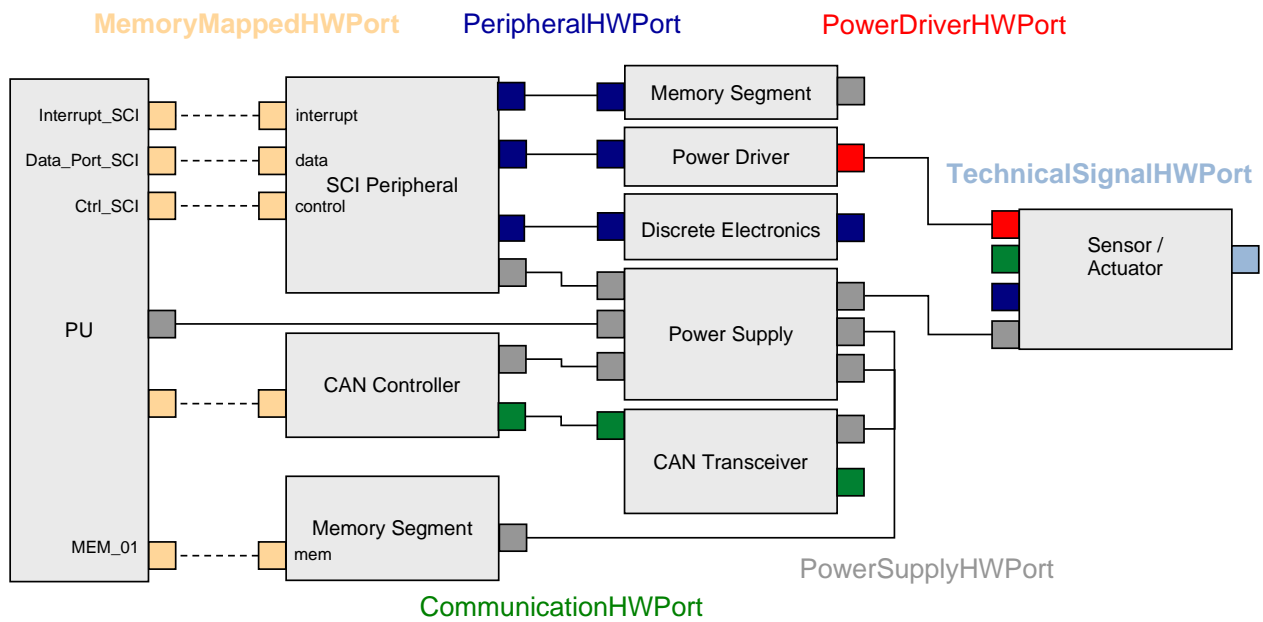 MemoryMappedHWPort
PeripheralHWPort
PowerDriverHWPort
Interrupt_SCI
interrupt
Memory Segment
Data_Port_SCI
data
Power Driver
TechnicalSignalHWPort
SCI Peripheral
Ctrl_SCI
control
Discrete Electronics
Sensor /
Actuator
PU
Power Supply
CAN Controller
CAN Transceiver
Memory Segment
MEM_01
mem
PowerSupplyHWPort
CommunicationHWPort